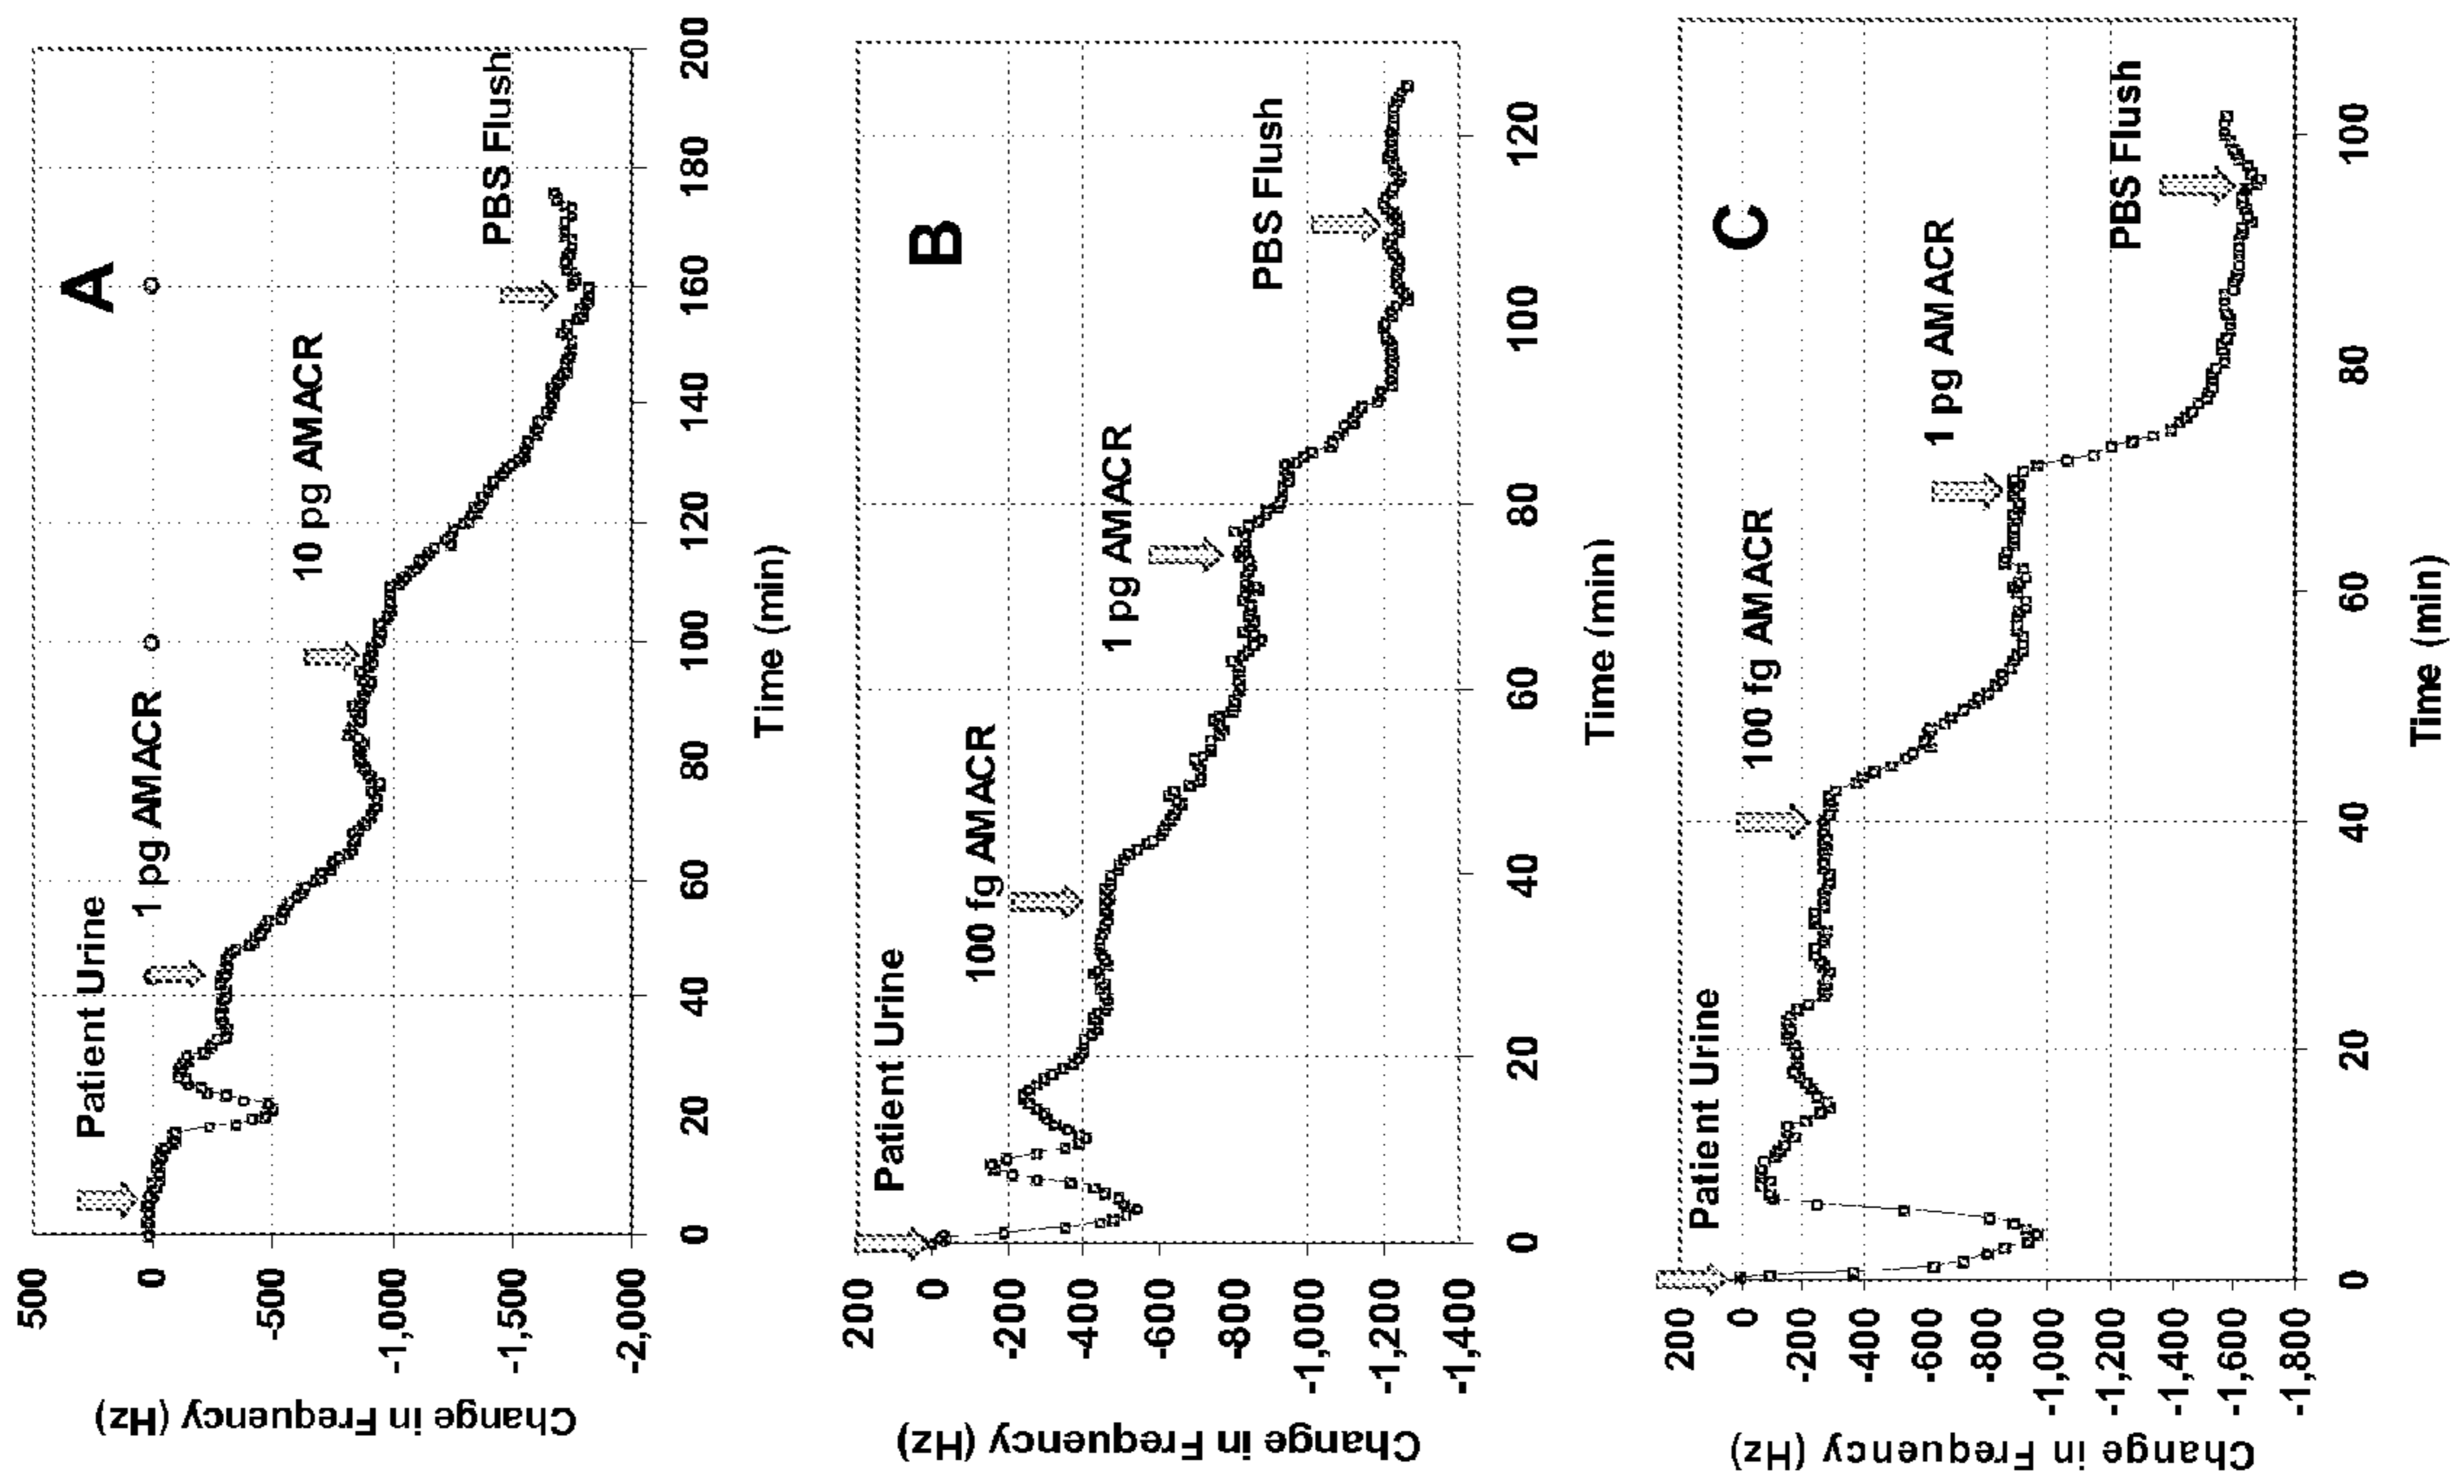 A
Patient Urine
1 pg AMACR
10 pg AMACR
PBS Flush
500
0
-500
-1,000
-1,500
-2,000
Change in Frequency (Hz)
0
20
40
60
80
100
120
140
160
180
200
Time (min)
B
Patient Urine
100 fg AMACR
1 pg AMACR
PBS Flush
200
0
-200
-400
-600
-800
-1,000
-1,200
-1,400
Change in Frequency (Hz)
0
20
40
60
80
100
120
Time (min)
C
Patient Urine
100 fg AMACR
1 pg AMACR
PBS Flush
200
0
-200
-400
-600
-800
-1,000
-1,200
-1,400
-1,600
-1,800
Change in Frequency (Hz)
0
20
40
60
80
100
Time (min)